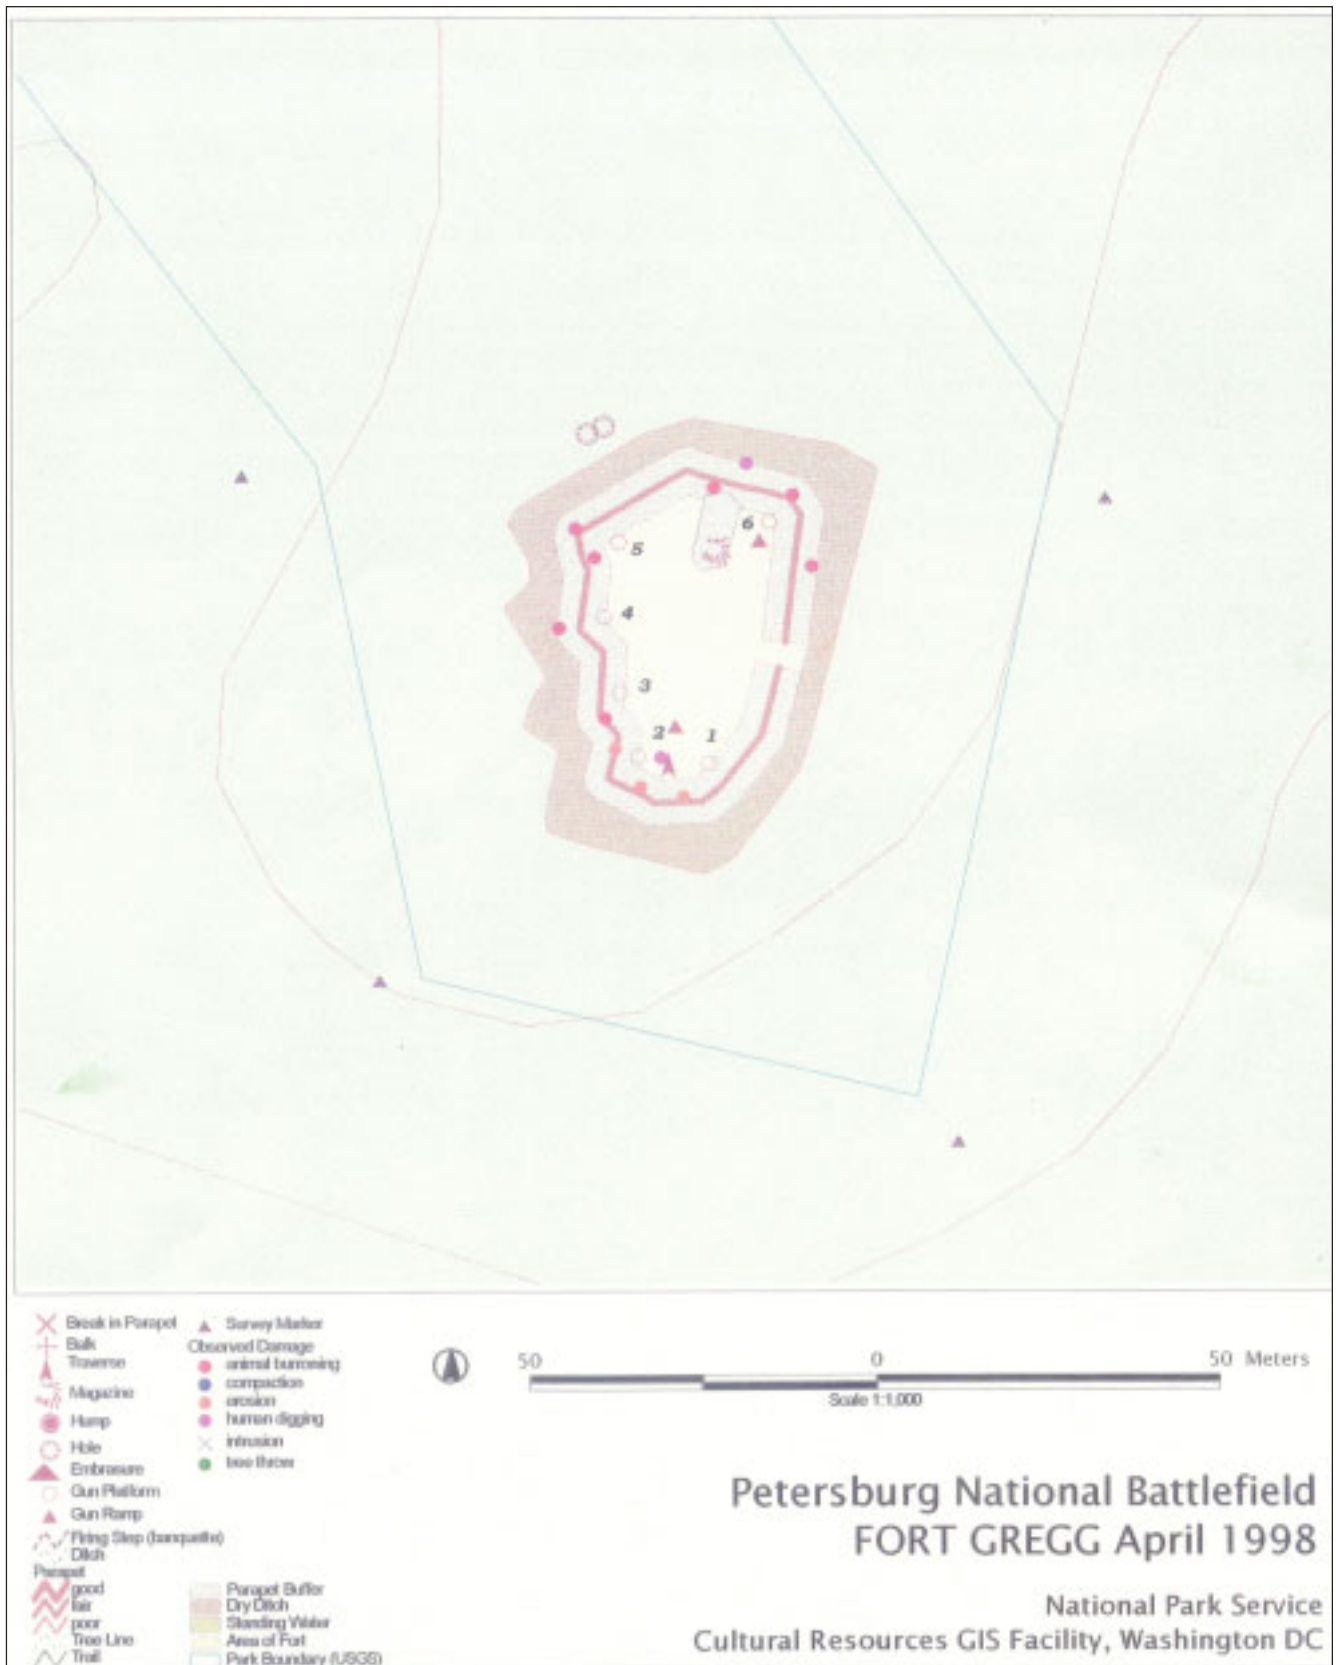 6
5
4
3
2
1
Break in Parapet
Balk
Traverse
Magazine
Hump
Hole
Embrasure
Gun Platform
Gun Ramp
Firing Step (banquette)
Ditch
Parapet
good
fair
poor
Tree Line
Trail
Survey Marker
Observed Damage
animal burrowing
compaction
erosion
human digging
intrusion
tree throw
Parapet Buffer
Dry Ditch
Standing Water
Area of Fort
Park Boundary (USGS)
50 0 50 Meters
Scale 1:1,000
Petersburg National Battlefield
FORT GREGG April 1998
National Park Service
Cultural Resources GIS Facility, Washington DC